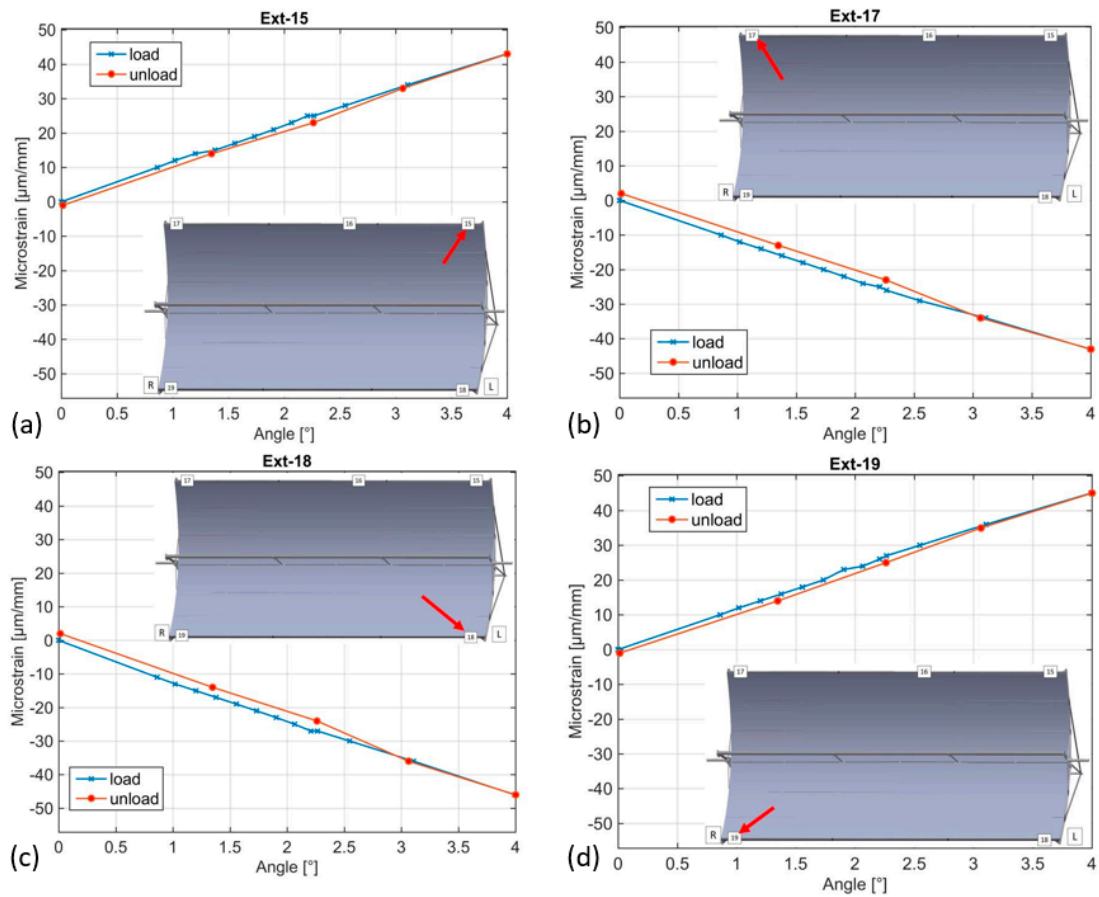 Ext-15
load
unload
Microstrain [µm/mm]
50
40
30
20
10
0
-10
-20
-30
-40
-50
17
16
15
R
19
18
L
0 0.5 1 1.5 2 2.5 3 3.5 4
Angle [°]
(a)
Ext-17
17
16
15
R
19
18
L
Microstrain [µm/mm]
50
40
30
20
10
0
-10
-20
-30
-40
-50
load
unload
0 0.5 1 1.5 2 2.5 3 3.5 4
Angle [°]
(b)
Ext-18
17
16
15
R
19
18
L
Microstrain [µm/mm]
50
40
30
20
10
0
-10
-20
-30
-40
-50
load
unload
0 0.5 1 1.5 2 2.5 3 3.5 4
Angle [°]
(c)
Ext-19
load
unload
Microstrain [µm/mm]
50
40
30
20
10
0
-10
-20
-30
-40
-50
17
16
15
R
19
18
L
0 0.5 1 1.5 2 2.5 3 3.5 4
Angle [°]
(d)